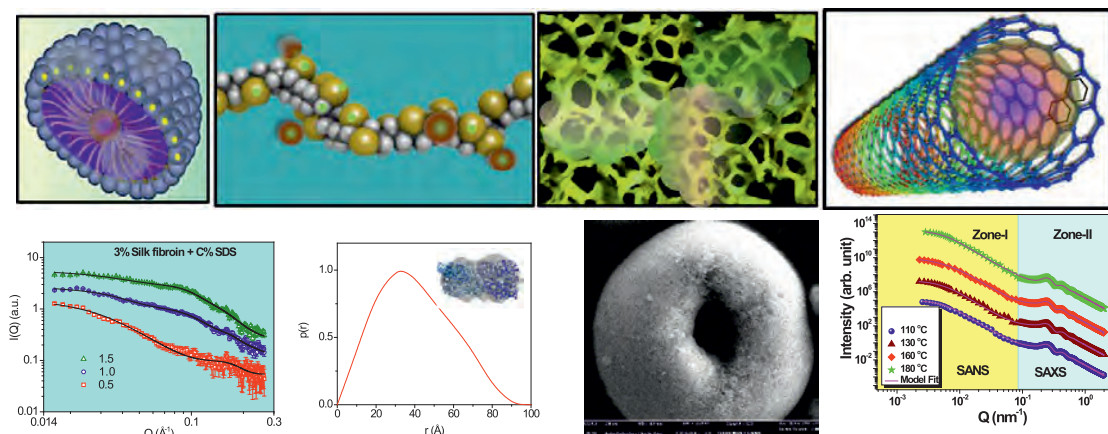 3% Silk fibroin + C% SDS
I(Q) (a.u.)
10
1
0.1
0.01
1.5
1.0
0.5
0.014
0.1
0.3
Q (Å⁻¹)
p(r)
1.0
0.5
0.0
0
20
40
60
80
100
r (Å)
Intensity (arb. unit)
10¹⁴
10¹⁰
10⁶
10²
10⁻²
Zone-I
Zone-II
110 °C
130 °C
160 °C
180 °C
Model Fit
SANS
SAXS
10⁻³
10⁻²
10⁻¹
10⁰
Q (nm⁻¹)